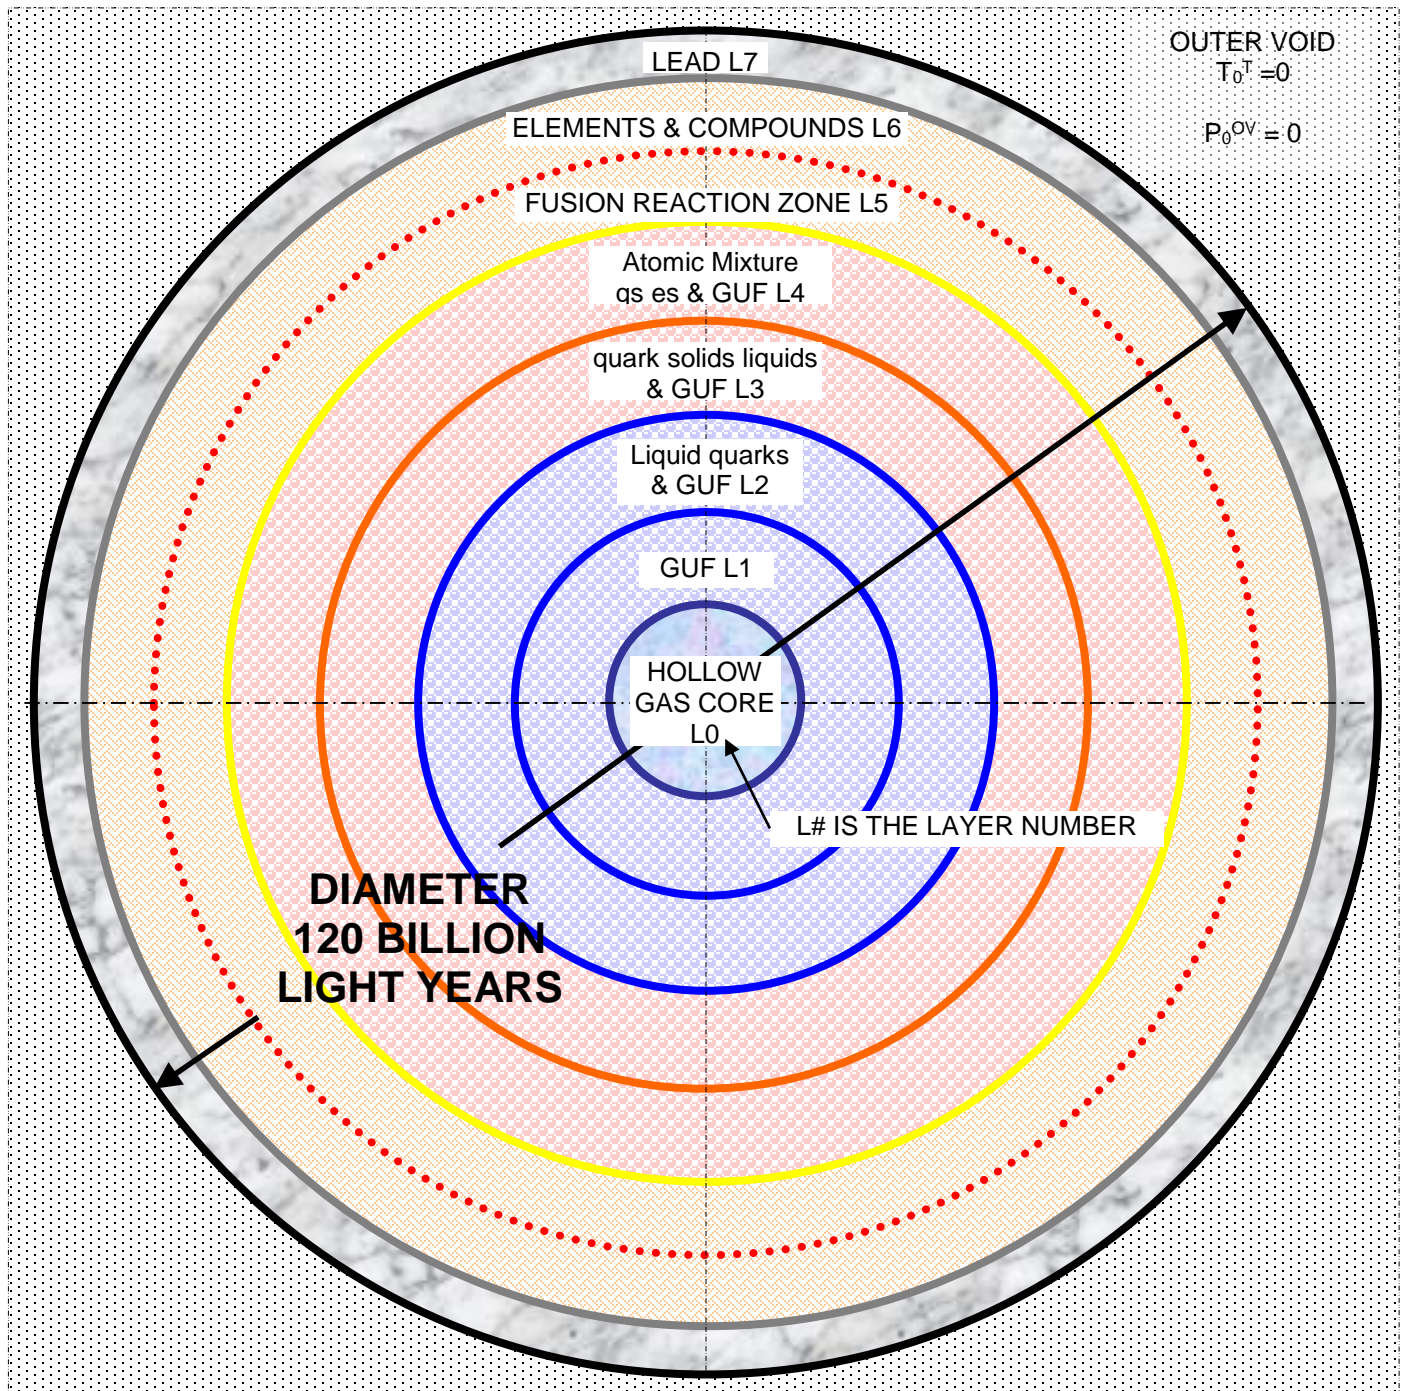 OUTER VOID
T₀ᵀ =0
P₀ᴼⱽ = 0
LEAD L7
ELEMENTS & COMPOUNDS L6
FUSION REACTION ZONE L5
Atomic Mixture
qs es & GUF L4
quark solids liquids
& GUF L3
Liquid quarks
& GUF L2
GUF L1
HOLLOW
GAS CORE
L0
L# IS THE LAYER NUMBER
DIAMETER
120 BILLION
LIGHT YEARS